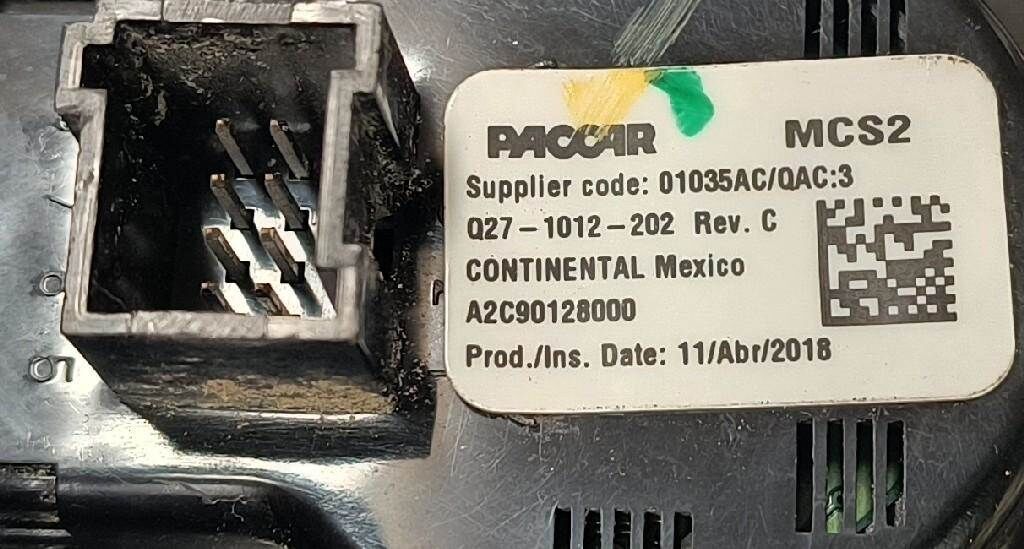 PACCAR MCS2
Supplier code: 01035AC/QAC:3
Q27-1012-202 Rev. C
CONTINENTAL Mexico
A2C90128000
Prod./Ins. Date: 11/Abr/2018